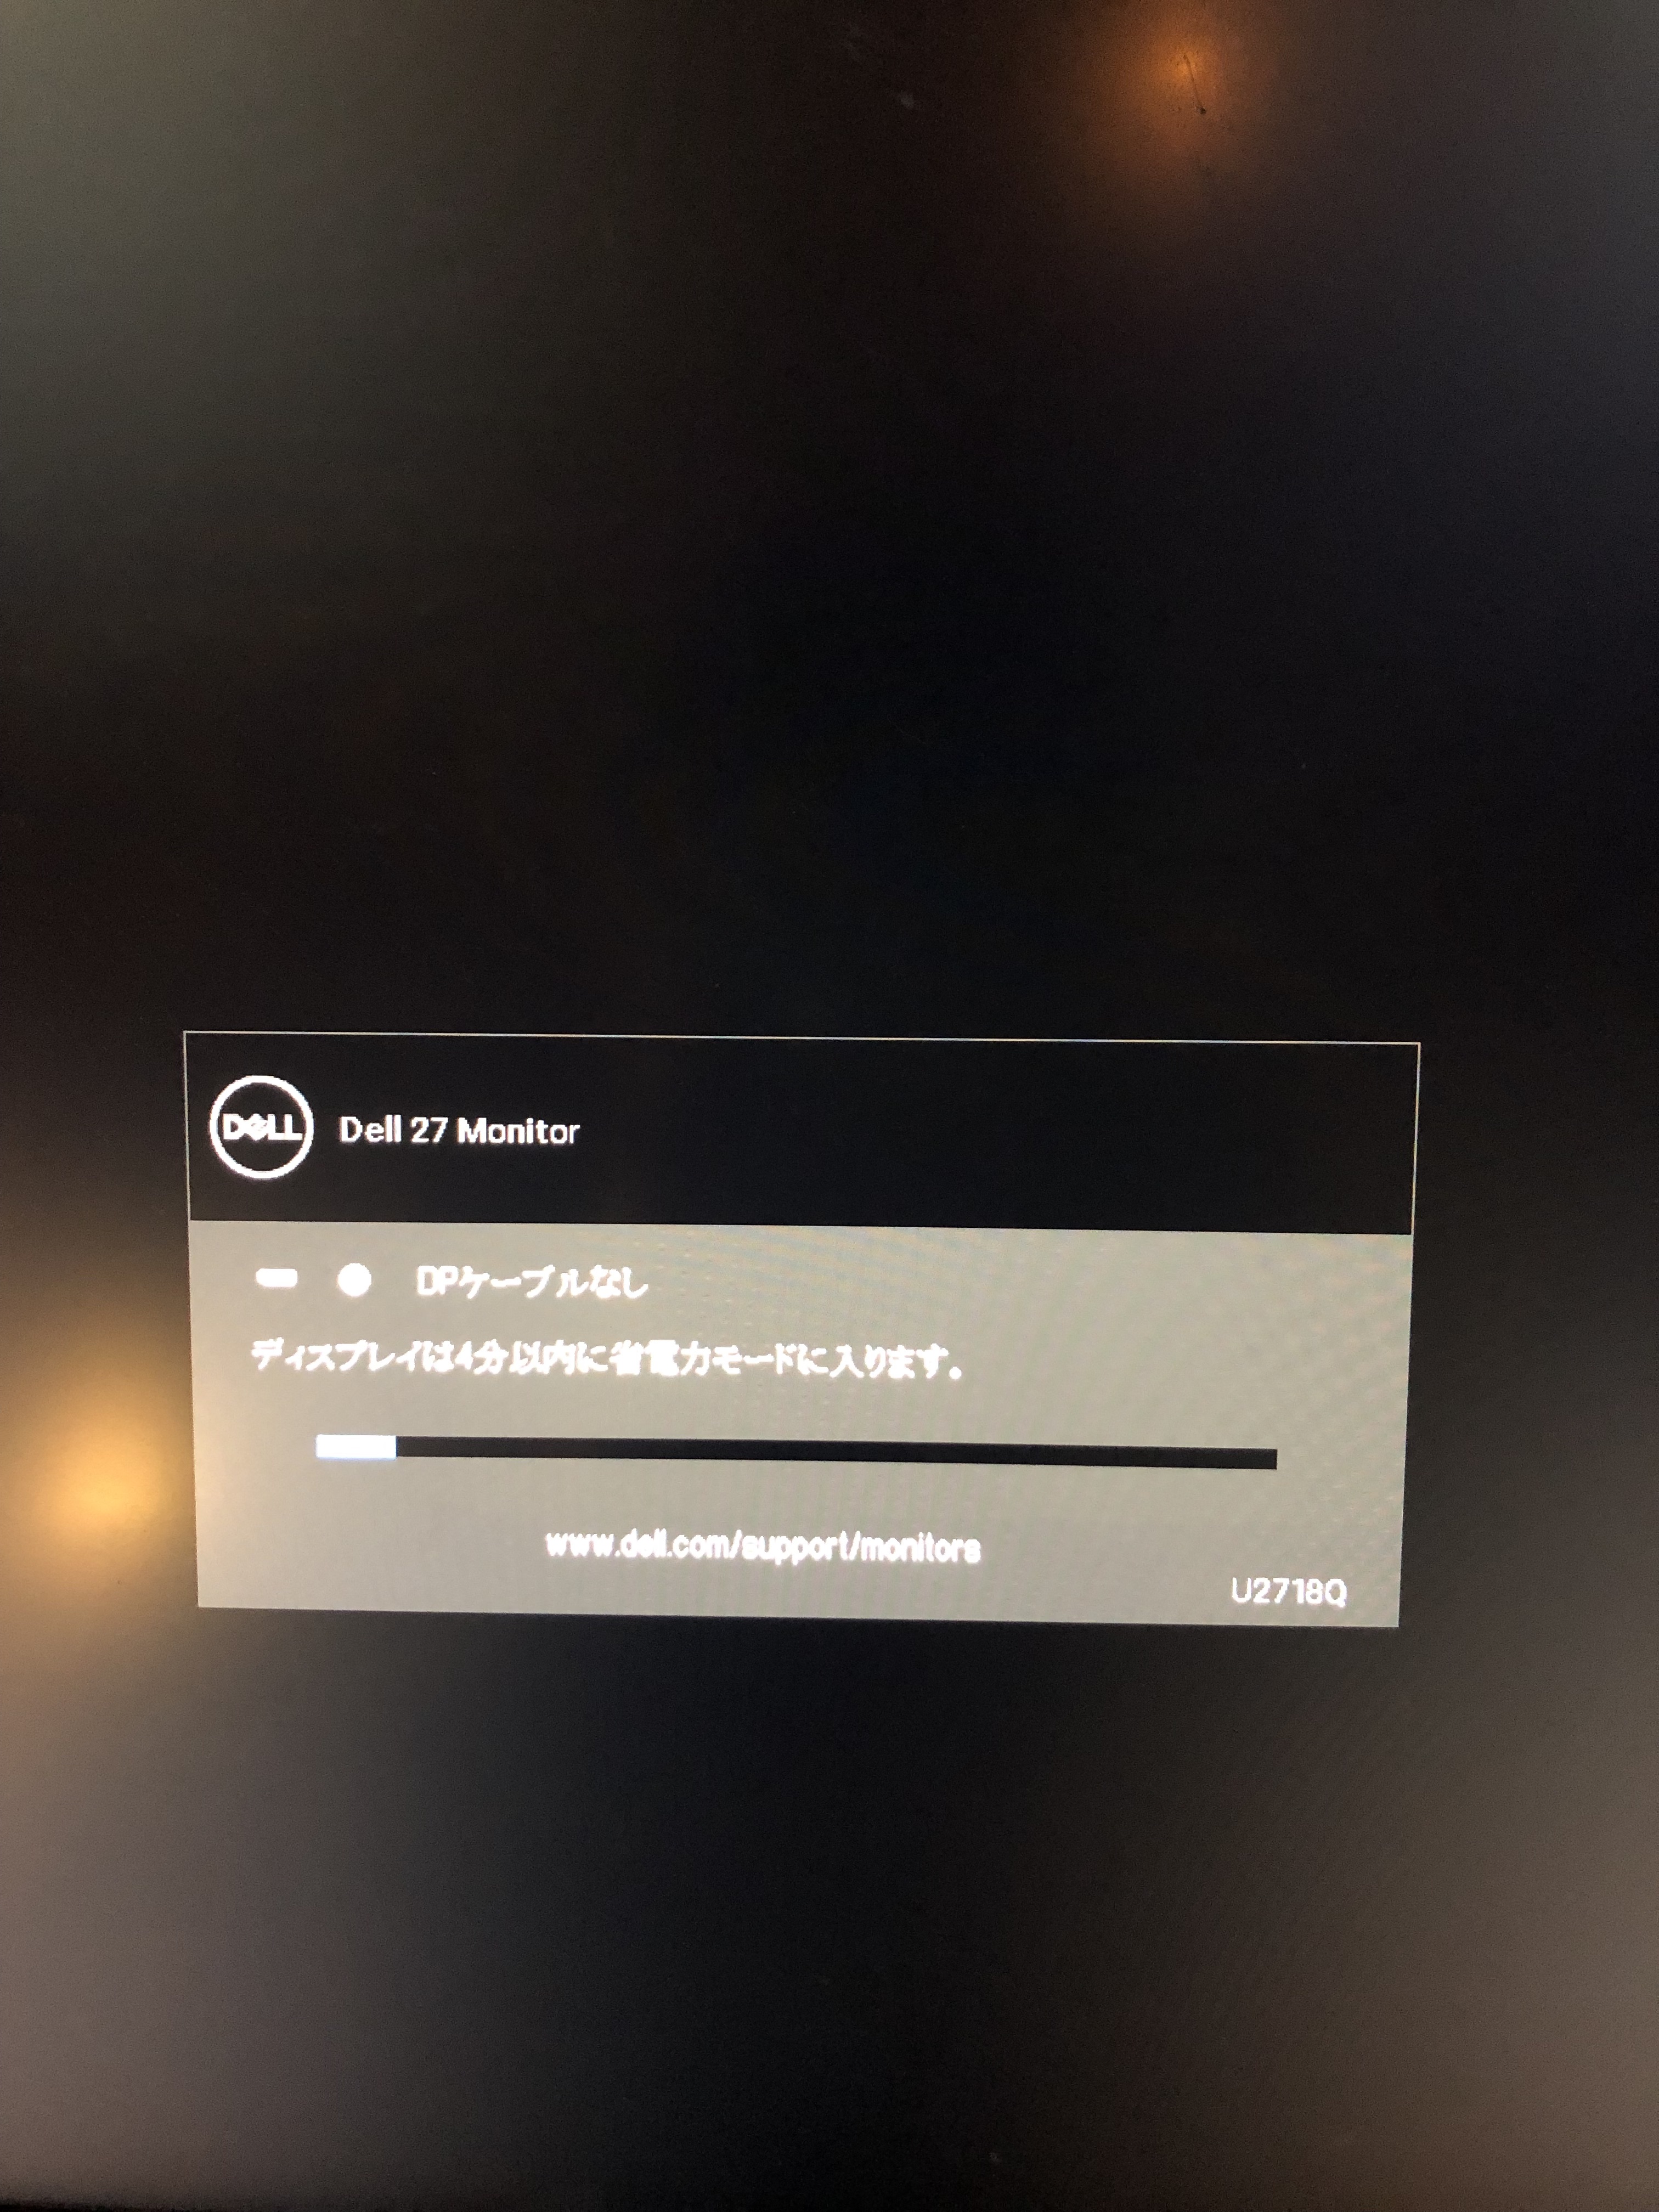 DELL
Dell 27 Monitor
DPケーブルなし
ディスプレイは4分以内に省電力モードに入ります。
www.dell.com/support/monitors
U2718Q